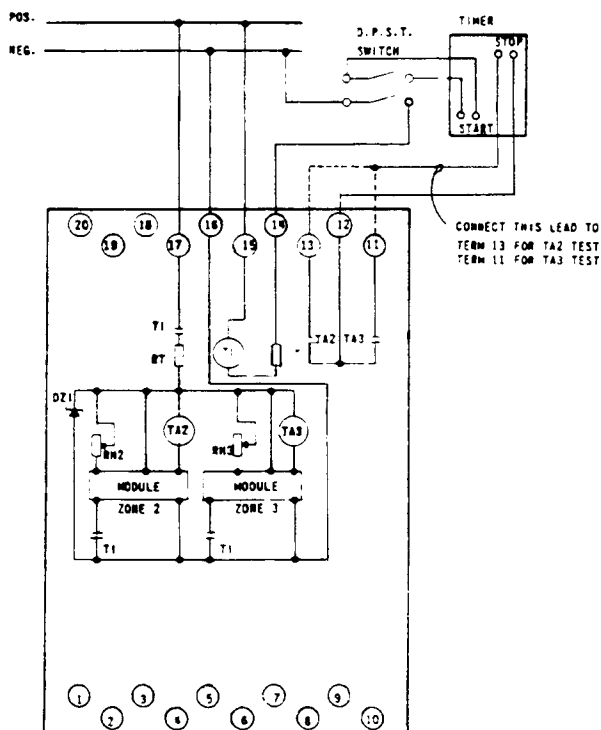 POS.
NEG.
D.P.S.T.
SWITCH
TIMER
STOP
START
CONNECT THIS LEAD TO
TERM 13 FOR TA2 TEST
TERM 11 FOR TA3 TEST
20
19
18
17
16
15
14
13
12
11
T1
RT
TA2
TA3
DZ1
RM2
TA2
RM3
TA3
MODULE
MODULE
ZONE 2
ZONE 3
T1
T1
1
2
3
4
5
6
7
8
9
10